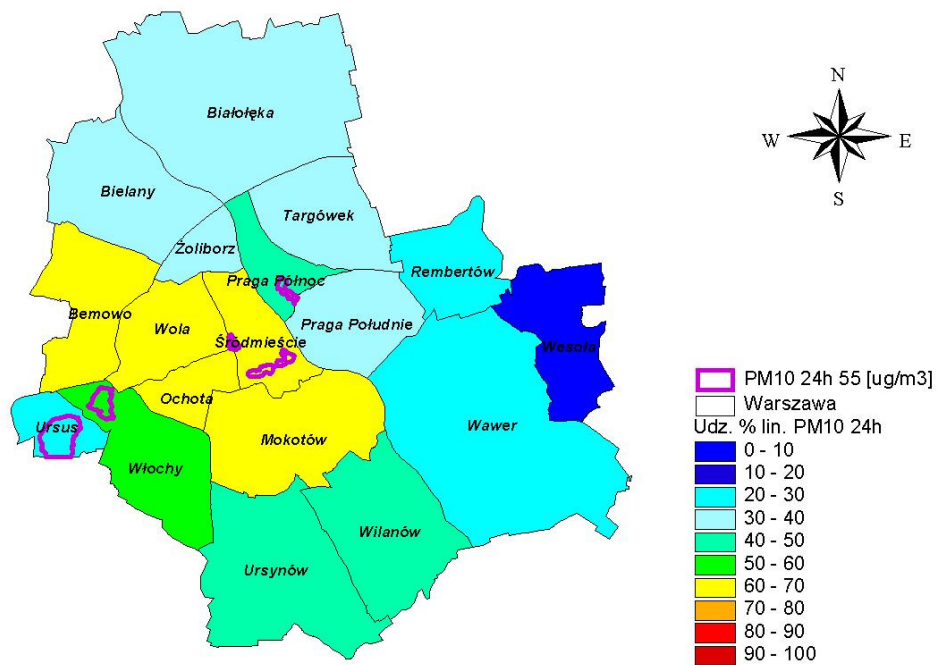 Białołęka
N
W
E
S
Bielany
Targówek
Żoliborz
Rembertów
Praga Północ
Bemowo
Wola
Śródmieście
Praga Południe
Wesoła
Ochota
Ursus
Mokotów
Wawer
Włochy
Wilanów
Ursynów
PM10 24h 55 [ug/m3]
Warszawa
Udz. % lin. PM10 24h
0 - 10
10 - 20
20 - 30
30 - 40
40 - 50
50 - 60
60 - 70
70 - 80
80 - 90
90 - 100